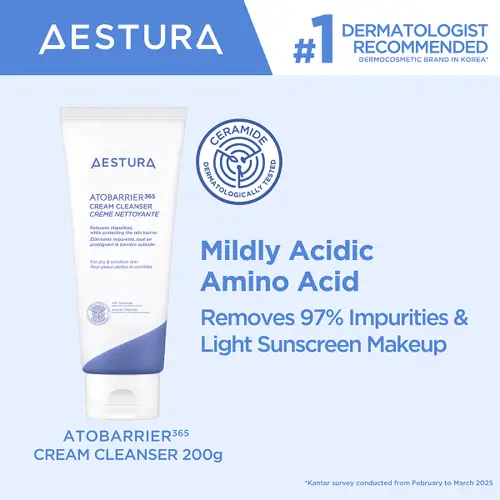 AESTURA
#1 DERMATOLOGIST
RECOMMENDED
DERMOCOSMETIC BRAND IN KOREA*
CERAMIDE
DERMATOLOGICALLY TESTED
AESTURA
ATOBARRIER365
CREAM CLEANSER
CRÈME NETTOYANTE
Removes impurities,
while protecting the skin barrier
Éliminez impuretés, tout en
protégeant la barrière cutanée
For dry & sensitive skin
Pour peaux sèches et sensibles
Mildly Acidic
Amino Acid
Removes 97% Impurities &
Light Sunscreen Makeup
ATOBARRIER365
CREAM CLEANSER 200g
*Kantar survey conducted from February to March 2025